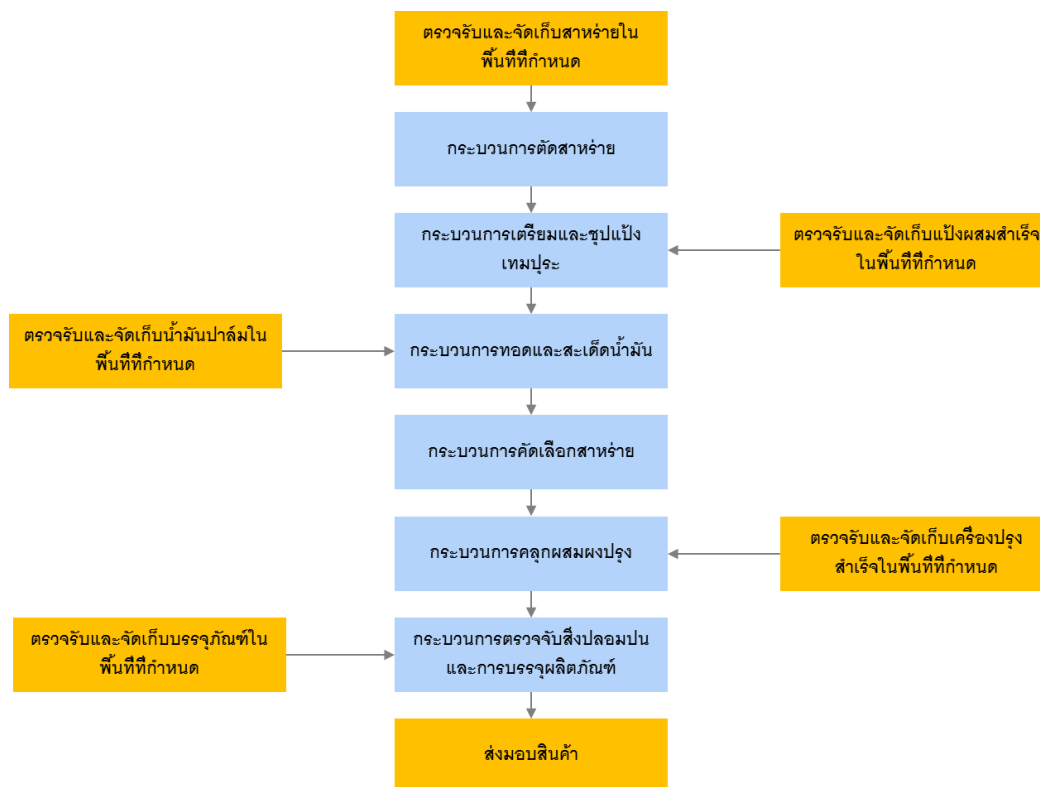 ตรวจรับและจัดเก็บสาหร่ายใน
พื้นที่ที่กำหนด
กระบวนการตัดสาหร่าย
กระบวนการเตรียมและชุปแป้ง
เทมปุระ
ตรวจรับและจัดเก็บแป้งผสมสำเร็จ
ในพื้นที่ที่กำหนด
ตรวจรับและจัดเก็บน้ำมันปาล์มใน
พื้นที่ที่กำหนด
กระบวนการทอดและสะเด็ดน้ำมัน
กระบวนการคัดเลือกสาหร่าย
กระบวนการคลุกผสมผงปรุง
ตรวจรับและจัดเก็บเครื่องปรุง
สำเร็จในพื้นที่ที่กำหนด
ตรวจรับและจัดเก็บบรรจุภัณฑ์ใน
พื้นที่ที่กำหนด
กระบวนการตรวจจับสิ่งปลอมปน
และการบรรจุผลิตภัณฑ์
ส่งมอบสินค้า